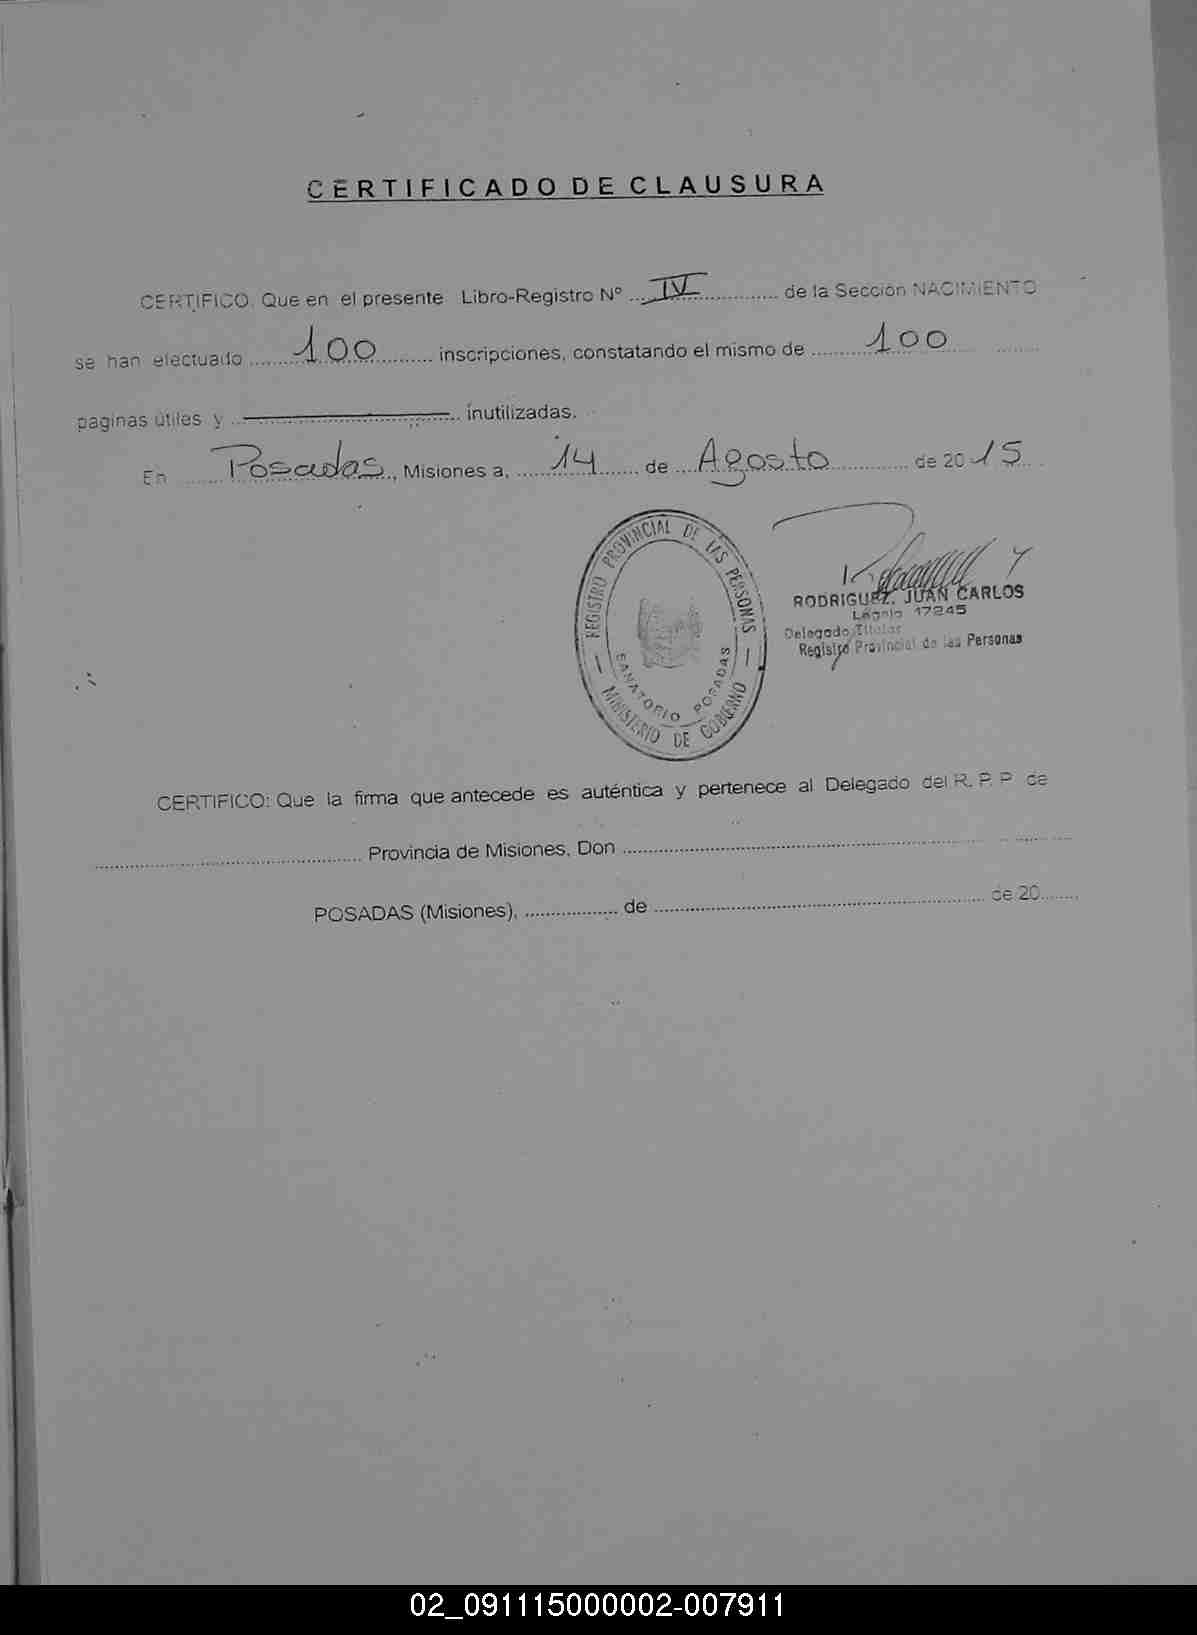 CERTIFICADO DE CLAUSURA
CERTIFICO: Que en el presente Libro-Registro Nº ... IV ................ de la Sección NACIMIENTO
se han efectuado ........ 100 .......... inscripciones, constatando el mismo de .......... 100 ..........
paginas útiles y ...———... inutilizadas.
En ...... Posadas .., Misiones a, ...... 14 ...... de .... Agosto ............ de 20 15 ...
REGISTRO PROVINCIAL DE LAS PERSONAS
SANATORIO POSADAS
— MINISTERIO DE GOBIERNO —
RODRIGUEZ, JUAN CARLOS
Legajo 17245
Delegado Titular
Registro Provincial de las Personas
CERTIFICO: Que la firma que antecede es auténtica y pertenece al Delegado del R. P. P de
............................................. Provincia de Misiones, Don ...........................................................................
POSADAS (Misiones), .................. de .............................................................. de 20.......
02_091115000002-007911